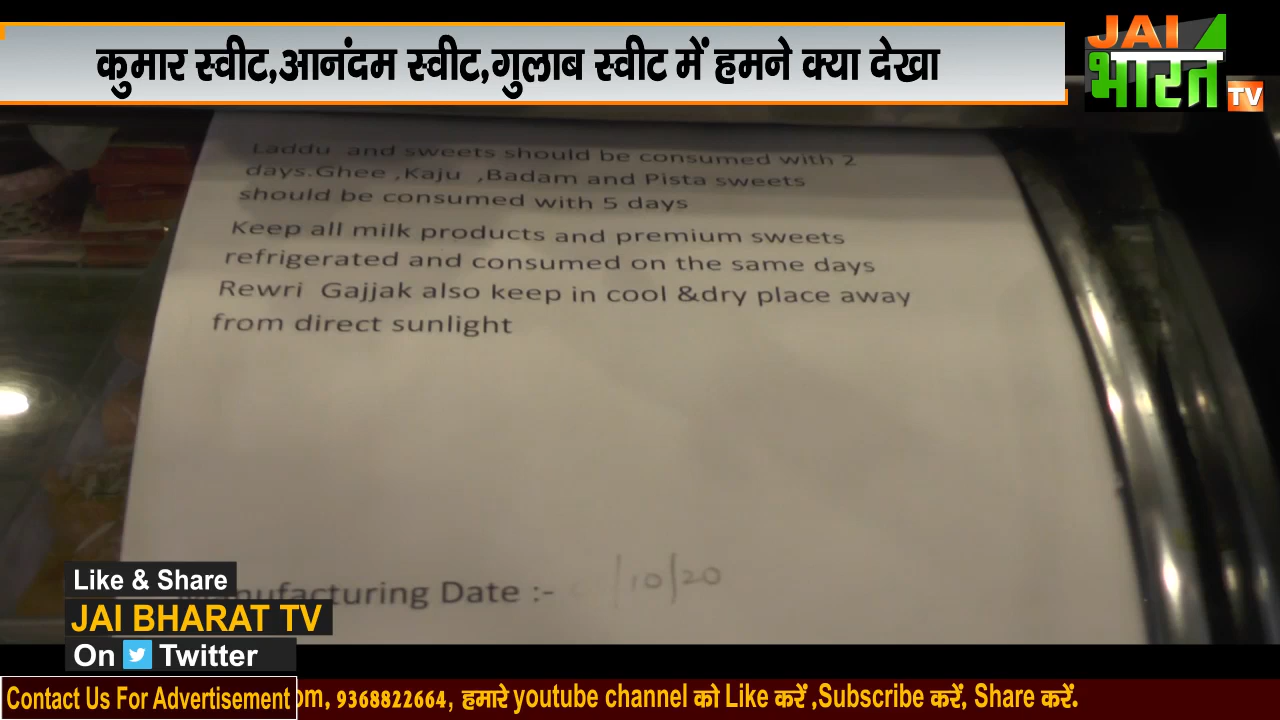 कुमार स्वीट,आनंदम स्वीट,गुलाब स्वीट में हमने क्या देखा
JAI
भारत
TV
Laddu and sweets should be consumed with 2
days.Ghee ,Kaju ,Badam and Pista sweets
should be consumed with 5 days
Keep all milk products and premium sweets
refrigerated and consumed on the same days
Rewri Gajjak also keep in cool &dry place away
from direct sunlight
Manufacturing Date :- /10/20
Like & Share
JAI BHARAT TV
On Twitter
Contact Us For Advertisement om, 9368822664, हमारे youtube channel को Like करें ,Subscribe करें, Share करें.